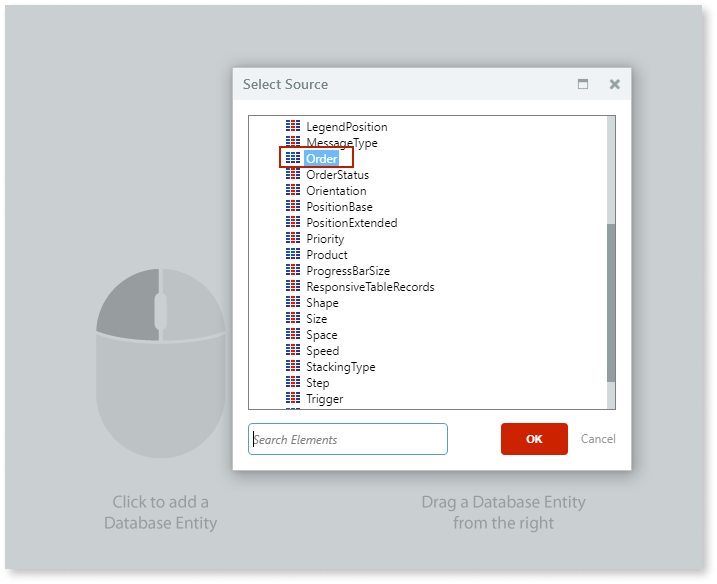 Select Source
LegendPosition
MessageType
Order
OrderStatus
Orientation
PositionBase
PositionExtended
Priority
Product
ProgressBarSize
ResponsiveTableRecords
Shape
Size
Space
Speed
StackingType
Step
Trigger
Search Elements
OK
Cancel
Click to add a
Database Entity
Drag a Database Entity
from the right